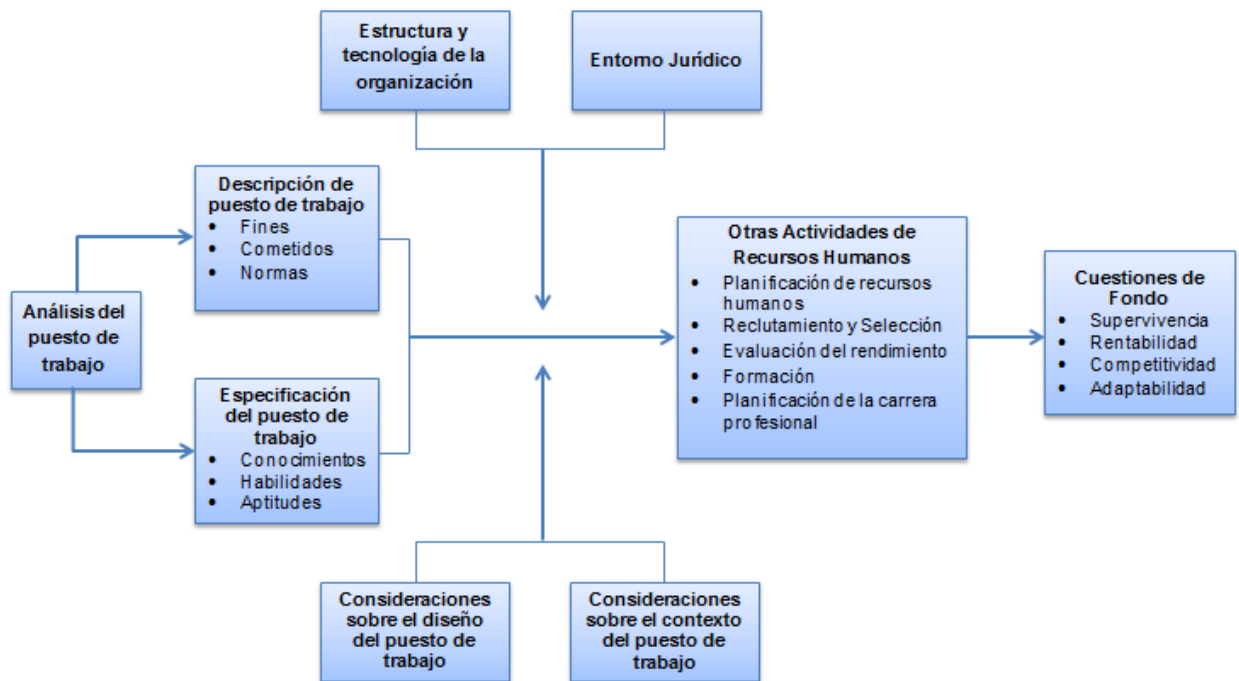 Estructura y
tecnología de la
organización
Entorno Jurídico
Descripción de
puesto de trabajo
• Fines
• Cometidos
• Normas
Análisis del
puesto de
trabajo
Especificación
del puesto de
trabajo
• Conocimientos
• Habilidades
• Aptitudes
Otras Actividades de
Recursos Humanos
• Planificación de recursos
humanos
• Reclutamiento y Selección
• Evaluación del rendimiento
• Formación
• Planificación de la carrera
profesional
Cuestiones de
Fondo
• Supervivencia
• Rentabilidad
• Competitividad
• Adaptabilidad
Consideraciones
sobre el diseño
del puesto de
trabajo
Consideraciones
sobre el contexto
del puesto de
trabajo